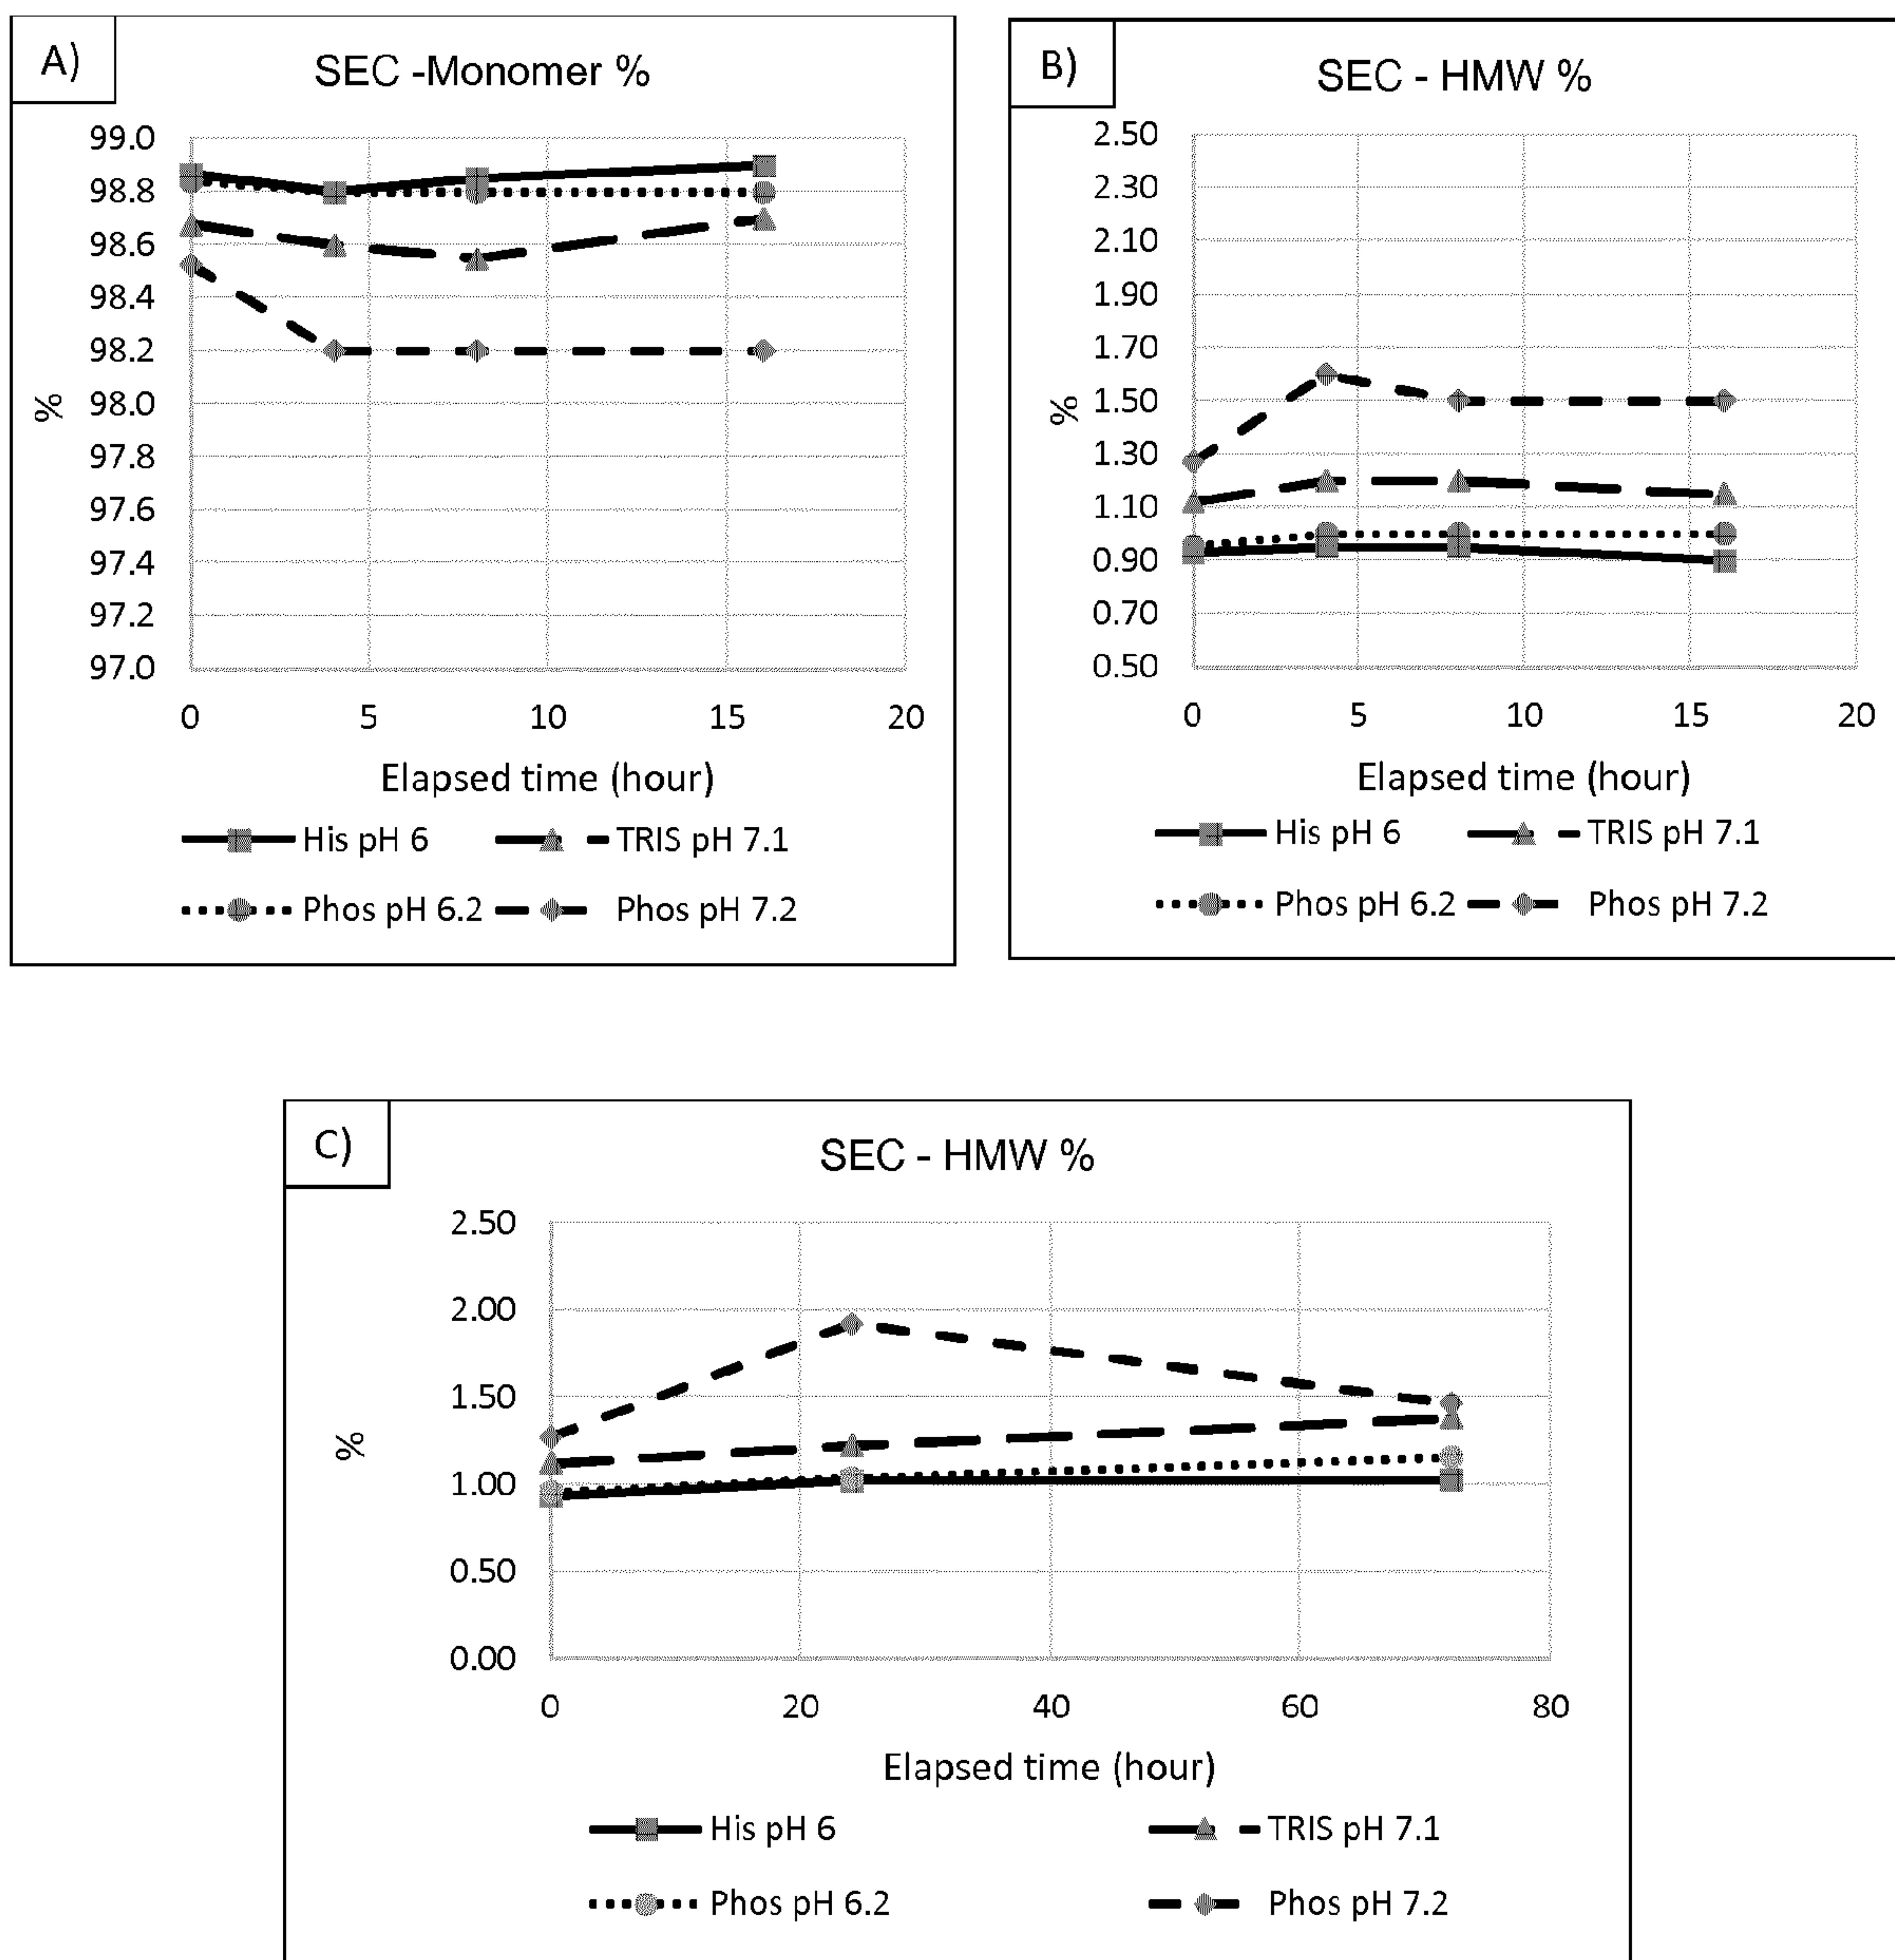 A)
SEC -Monomer %
99.0
98.8
98.6
98.4
98.2
98.0
97.8
97.6
97.4
97.2
97.0
%
0 5 10 15 20
Elapsed time (hour)
His pH 6 TRIS pH 7.1
Phos pH 6.2 Phos pH 7.2
B)
SEC - HMW %
2.50
2.30
2.10
1.90
1.70
1.50
1.30
1.10
0.90
0.70
0.50
%
0 5 10 15 20
Elapsed time (hour)
His pH 6 TRIS pH 7.1
Phos pH 6.2 Phos pH 7.2
C)
SEC - HMW %
2.50
2.00
1.50
1.00
0.50
0.00
%
0 20 40 60 80
Elapsed time (hour)
His pH 6 TRIS pH 7.1
Phos pH 6.2 Phos pH 7.2